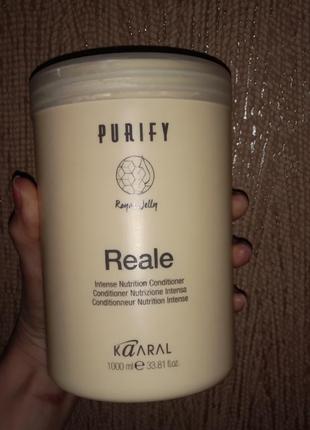 PURIFY
Royal Jelly
Reale
Intense Nutrition Conditioner
Conditioner Nutrizione Intensa
Conditionneur Nutrition Intense
KAARAL
1000 ml e 33.81 fl.oz.